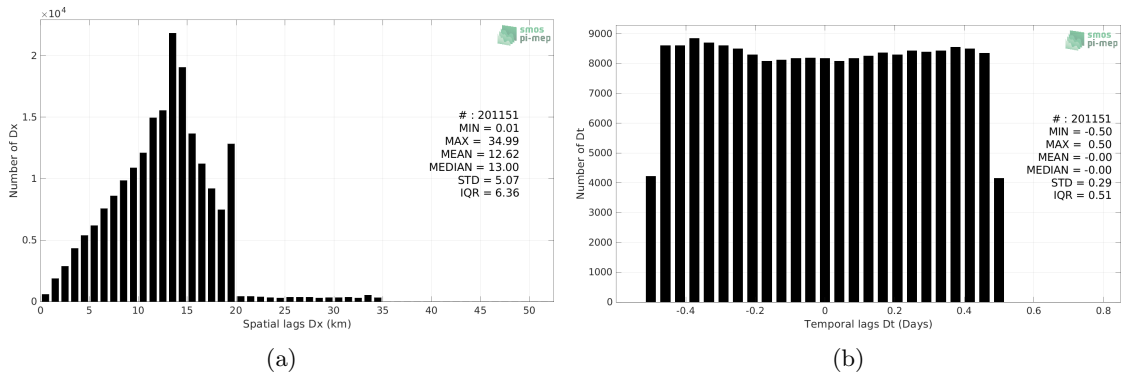 ×10⁴
smos
pi-mep
2
1.5
1
0.5
0
Number of Dx
# : 201151
MIN = 0.01
MAX = 34.99
MEAN = 12.62
MEDIAN = 13.00
STD = 5.07
IQR = 6.36
0 5 10 15 20 25 30 35 40 45 50
Spatial lags Dx (km)
(a)
smos
pi-mep
9000
8000
7000
6000
5000
4000
3000
2000
1000
0
Number of Dt
# : 201151
MIN = -0.50
MAX = 0.50
MEAN = -0.00
MEDIAN = -0.00
STD = 0.29
IQR = 0.51
-0.4 -0.2 0 0.2 0.4 0.6 0.8
Temporal lags Dt (Days)
(b)